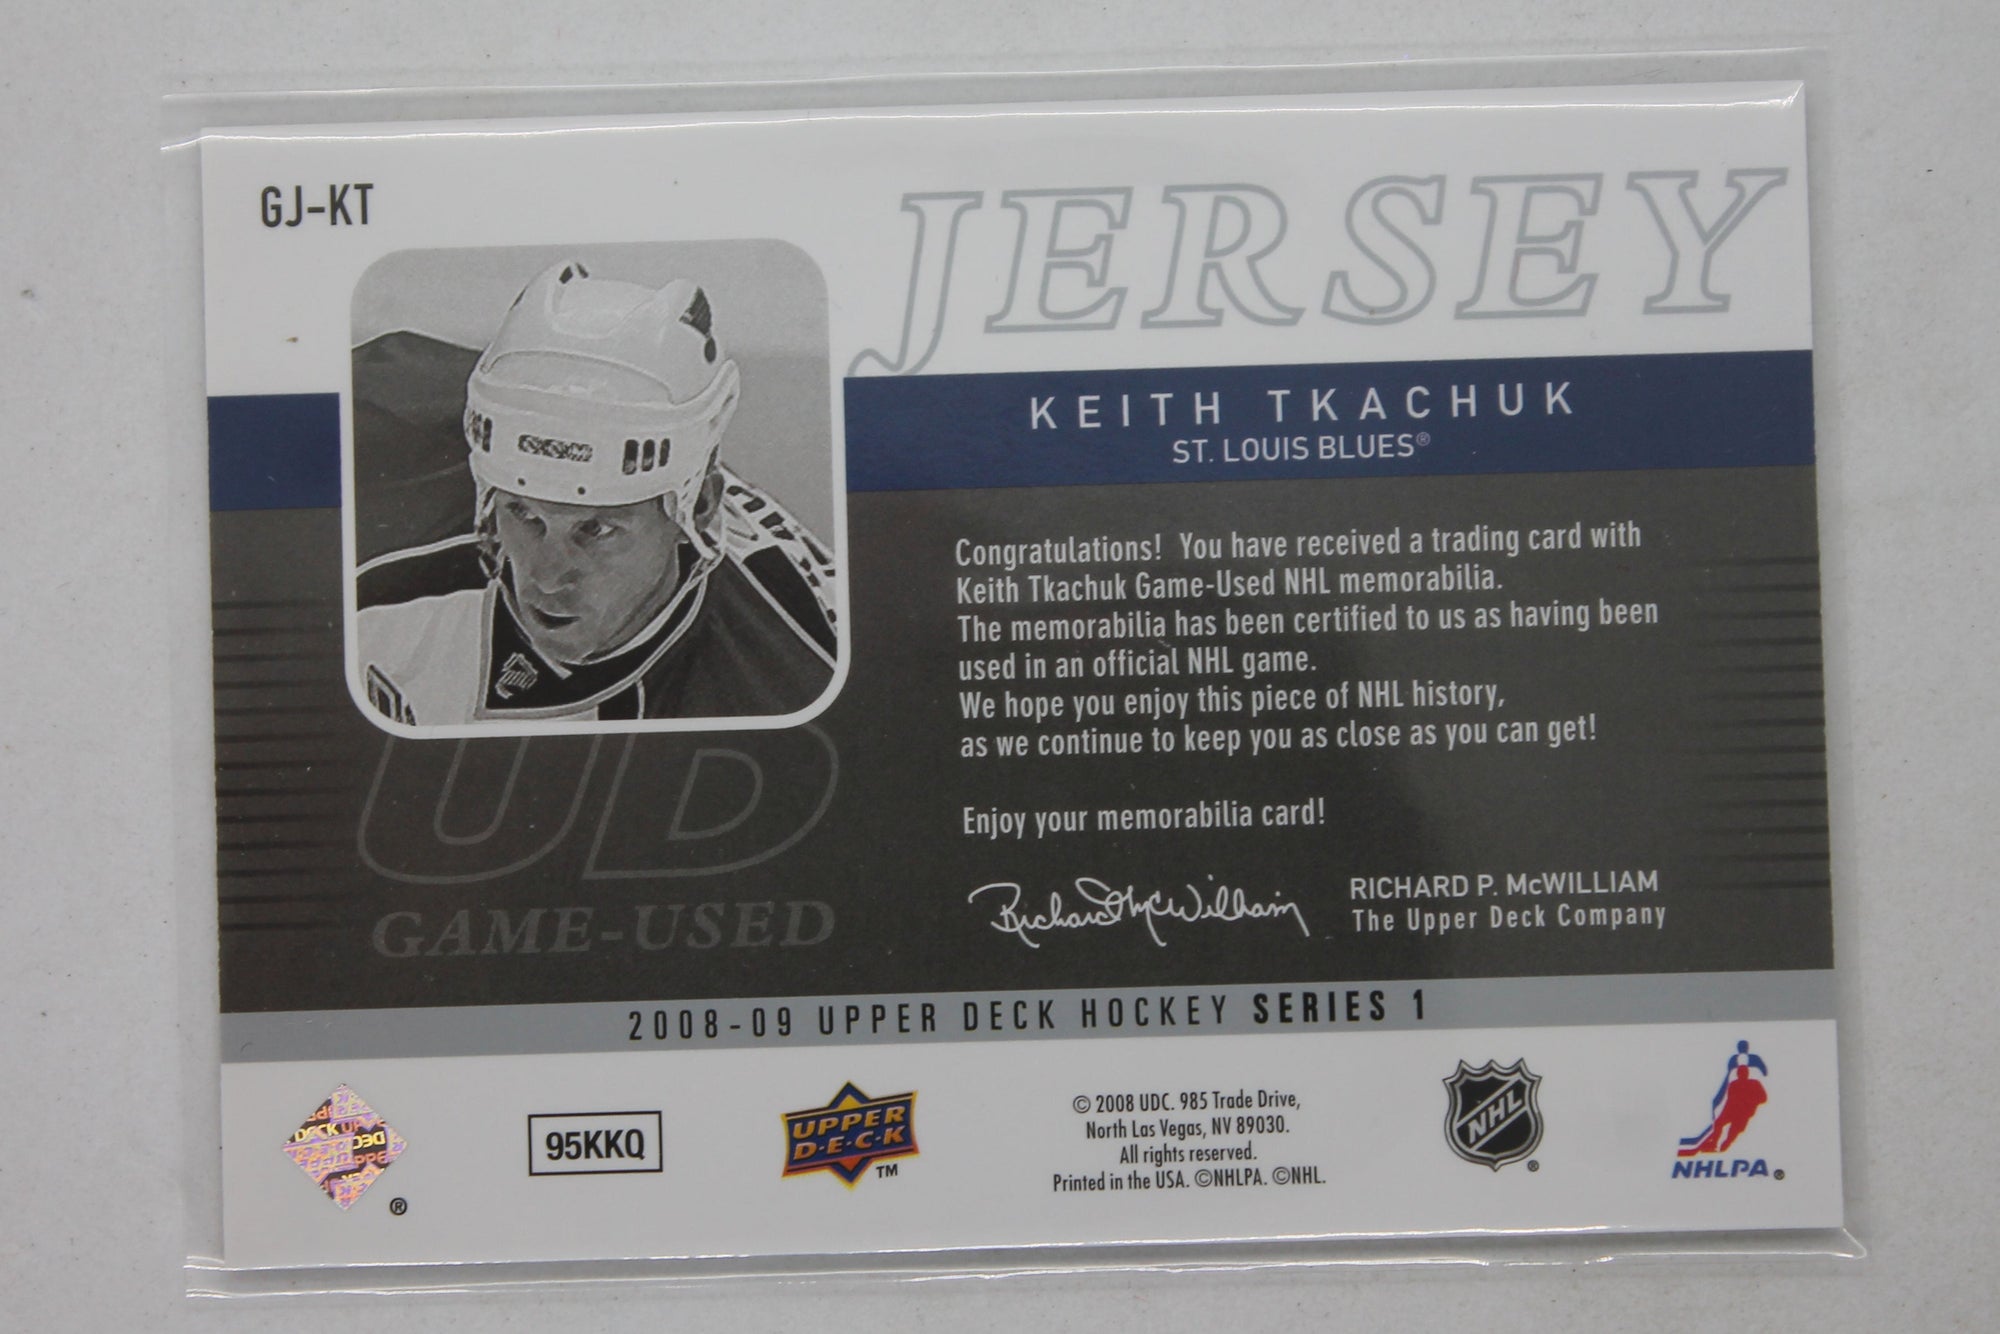 GJ-KT
JERSEY
KEITH TKACHUK
ST. LOUIS BLUES®
Congratulations! You have received a trading card with
Keith Tkachuk Game-Used NHL memorabilia.
The memorabilia has been certified to us as having been
used in an official NHL game.
We hope you enjoy this piece of NHL history,
as we continue to keep you as close as you can get!
Enjoy your memorabilia card!
Richard McWilliam
RICHARD P. McWILLIAM
The Upper Deck Company
UD
GAME-USED
2008-09 UPPER DECK HOCKEY SERIES 1
®
95KKQ
UPPER
D·E·C·K
TM
© 2008 UDC. 985 Trade Drive,
North Las Vegas, NV 89030.
All rights reserved.
Printed in the USA. ©NHLPA. ©NHL.
NHL
®
NHLPA®